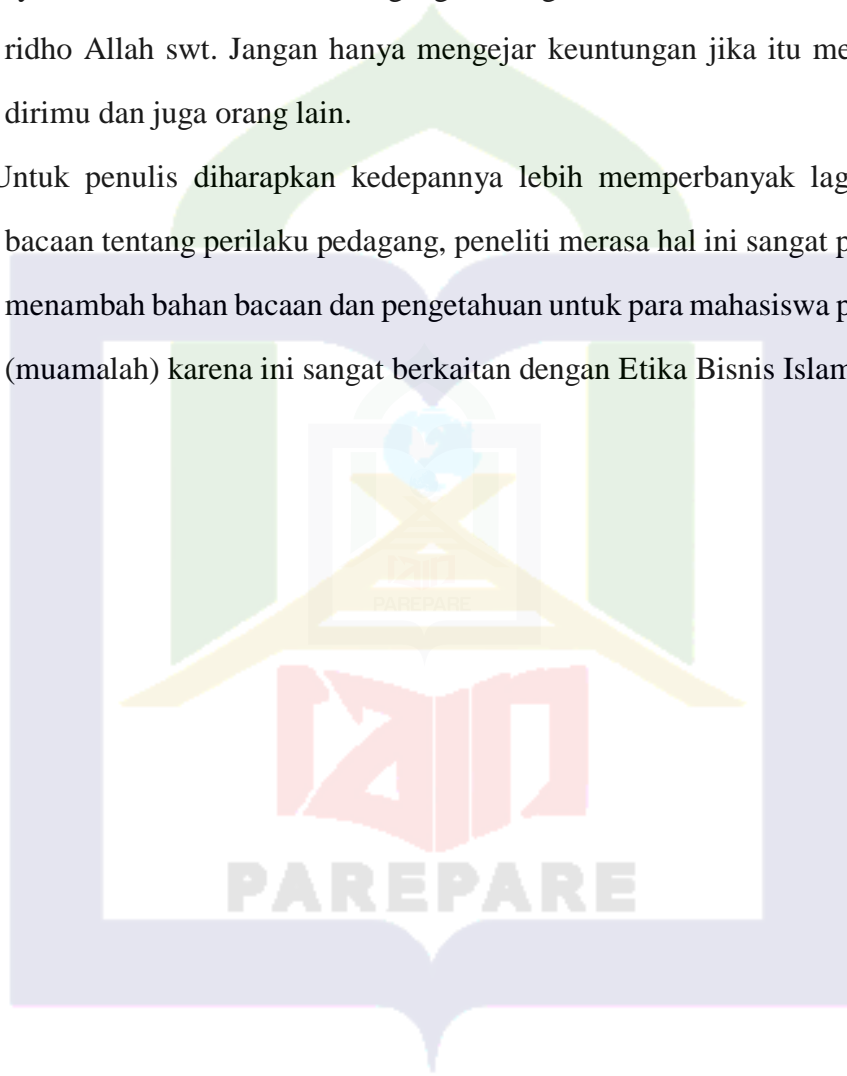 ridho Allah swt. Jangan hanya mengejar keuntungan jika itu
dirimu dan juga orang lain.
Untuk penulis diharapkan kedepannya lebih memperbanyak
bacaan tentang perilaku pedagang, peneliti merasa hal ini sangat
menambah bahan bacaan dan pengetahuan untuk para mahasiswa
(muamalah) karena ini sangat berkaitan dengan Etika Bisnis Islam
IAIN
PAREPARE
IAIN
PAREPARE